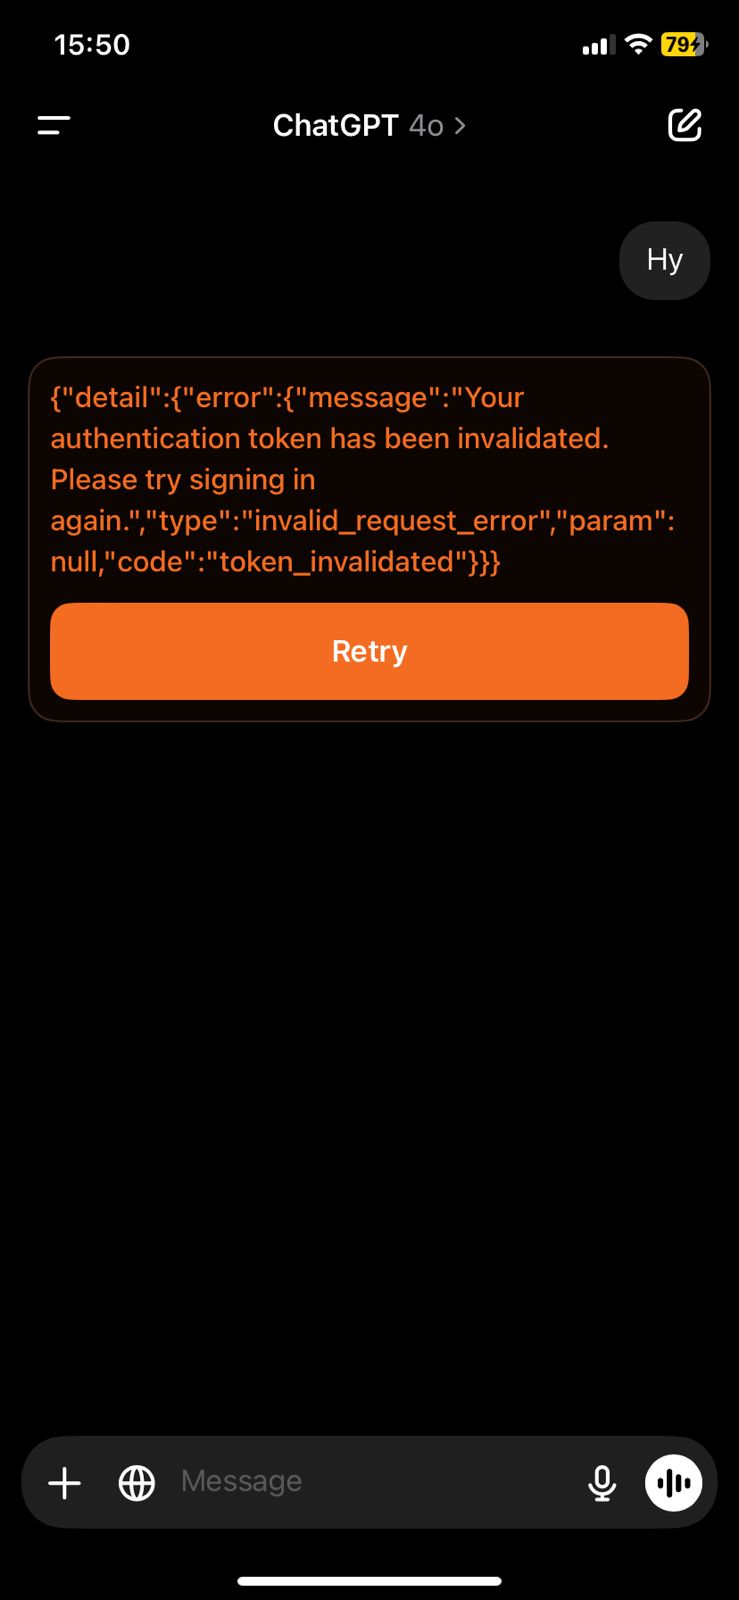 15:50
79
ChatGPT 4o >
Hy
{"detail":{"error":{"message":"Your
authentication token has been invalidated.
Please try signing in
again.","type":"invalid_request_error","param":
null,"code":"token_invalidated"}}}
Retry
Message